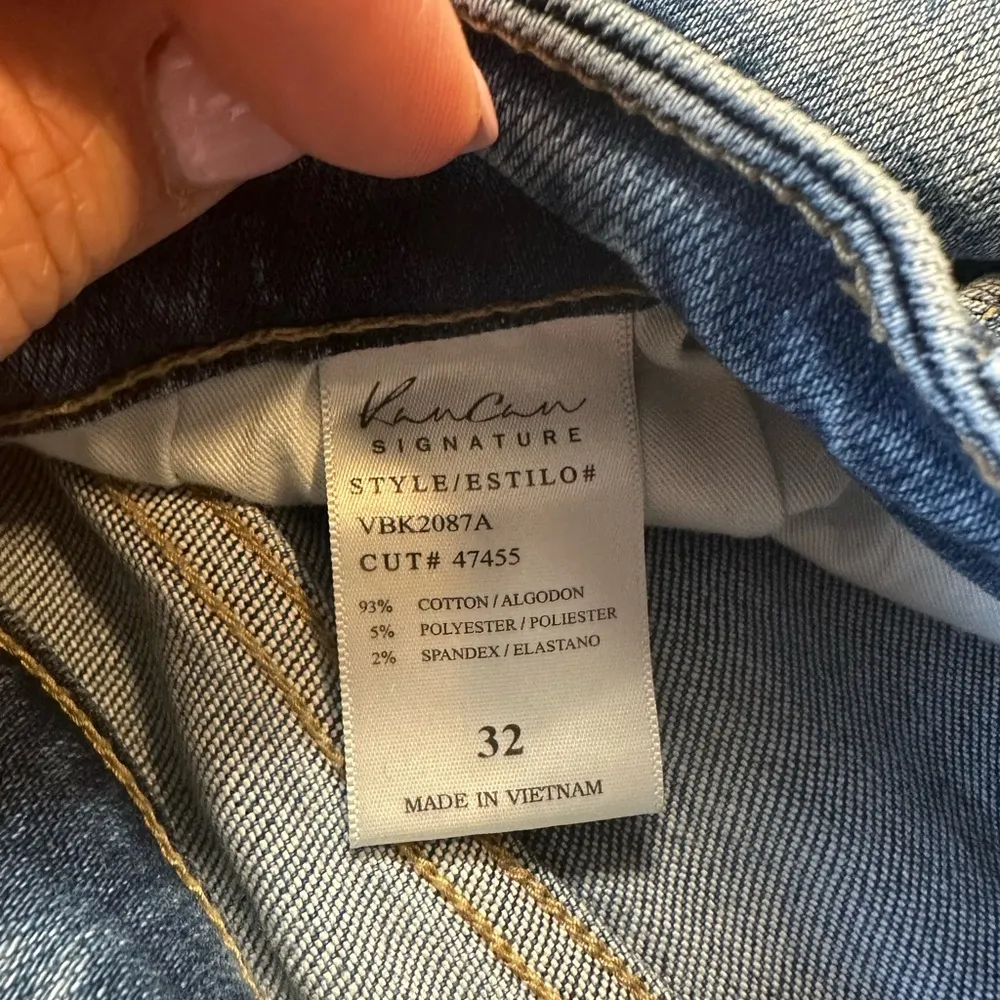 KanCan
SIGNATURE
STYLE/ESTILO#
VBK2087A
CUT# 47455
93% COTTON / ALGODON
5% POLYESTER / POLIESTER
2% SPANDEX / ELASTANO
32
MADE IN VIETNAM